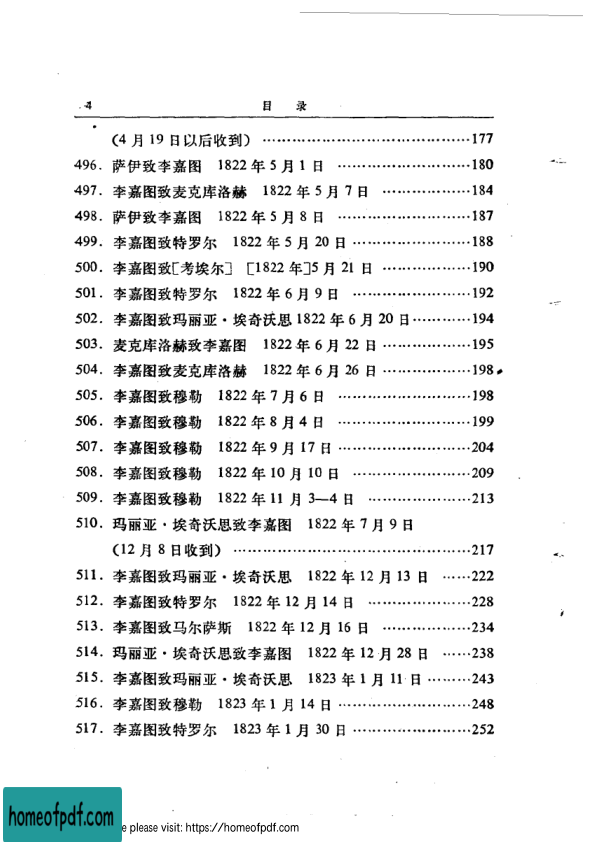 4 目录
(4月19日以后收到) ……………………………………177
496. 萨伊致李嘉图 1822年5月1日 ………………………180
497. 李嘉图致麦克库洛赫 1822年5月7日 ………………184
498. 萨伊致李嘉图 1822年5月8日 ………………………187
499. 李嘉图致特罗尔 1822年5月20日……………………188
500. 李嘉图致[考埃尔] [1822年]5月21日 ………………190
501. 李嘉图致特罗尔 1822年6月9日 ……………………192
502. 李嘉图致玛丽亚·埃奇沃思1822年6月20日…………194
503. 麦克库洛赫致李嘉图 1822年6月22日………………195
504. 李嘉图致麦克库洛赫 1822年6月26日………………198
505. 李嘉图致穆勒 1822年7月6日 ………………………198
506. 李嘉图致穆勒 1822年8月4日 ………………………199
507. 李嘉图致穆勒 1822年9月17日………………………204
508. 李嘉图致穆勒 1822年10月10日 ……………………209
509. 李嘉图致穆勒 1822年11月3—4日 …………………213
510. 玛丽亚·埃奇沃思致李嘉图 1822年7月9日
(12月8日收到) …………………………………………217
511. 李嘉图致玛丽亚·埃奇沃思 1822年12月13日 ……222
512. 李嘉图致特罗尔 1822年12月14日 …………………228
513. 李嘉图致马尔萨斯 1822年12月16日 ………………234
514. 玛丽亚·埃奇沃思致李嘉图 1822年12月28日 ……238
515. 李嘉图致玛丽亚·埃奇沃思 1823年1月11日………243
516. 李嘉图致穆勒 1823年1月14日………………………248
517. 李嘉图致特罗尔 1823年1月30日……………………252
homeofpdf.com
e please visit: https://homeofpdf.com